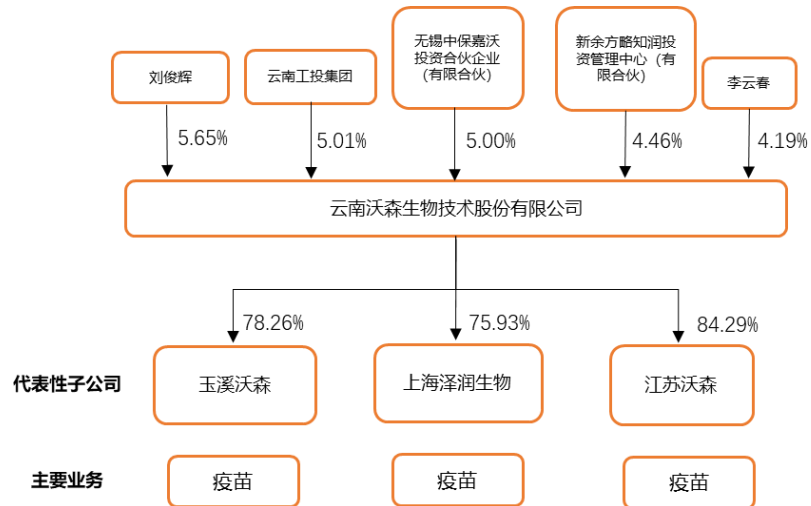 刘俊辉
云南工投集团
无锡中保嘉沃
投资合伙企业
(有限合伙)
新余方略知润投
资管理中心（有
限合伙）
李云春
5.65%
5.01%
5.00%
4.46%
4.19%
云南沃森生物技术股份有限公司
78.26%
75.93%
84.29%
代表性子公司
玉溪沃森
上海泽润生物
江苏沃森
主要业务
疫苗
疫苗
疫苗